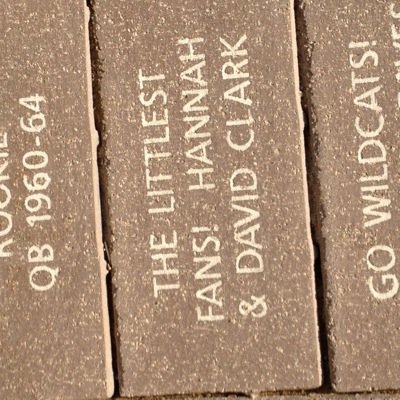 QB 1960-64
THE LITTLEST
FANS! HANNAH
& DAVID CLARK
GO WILDCATS!